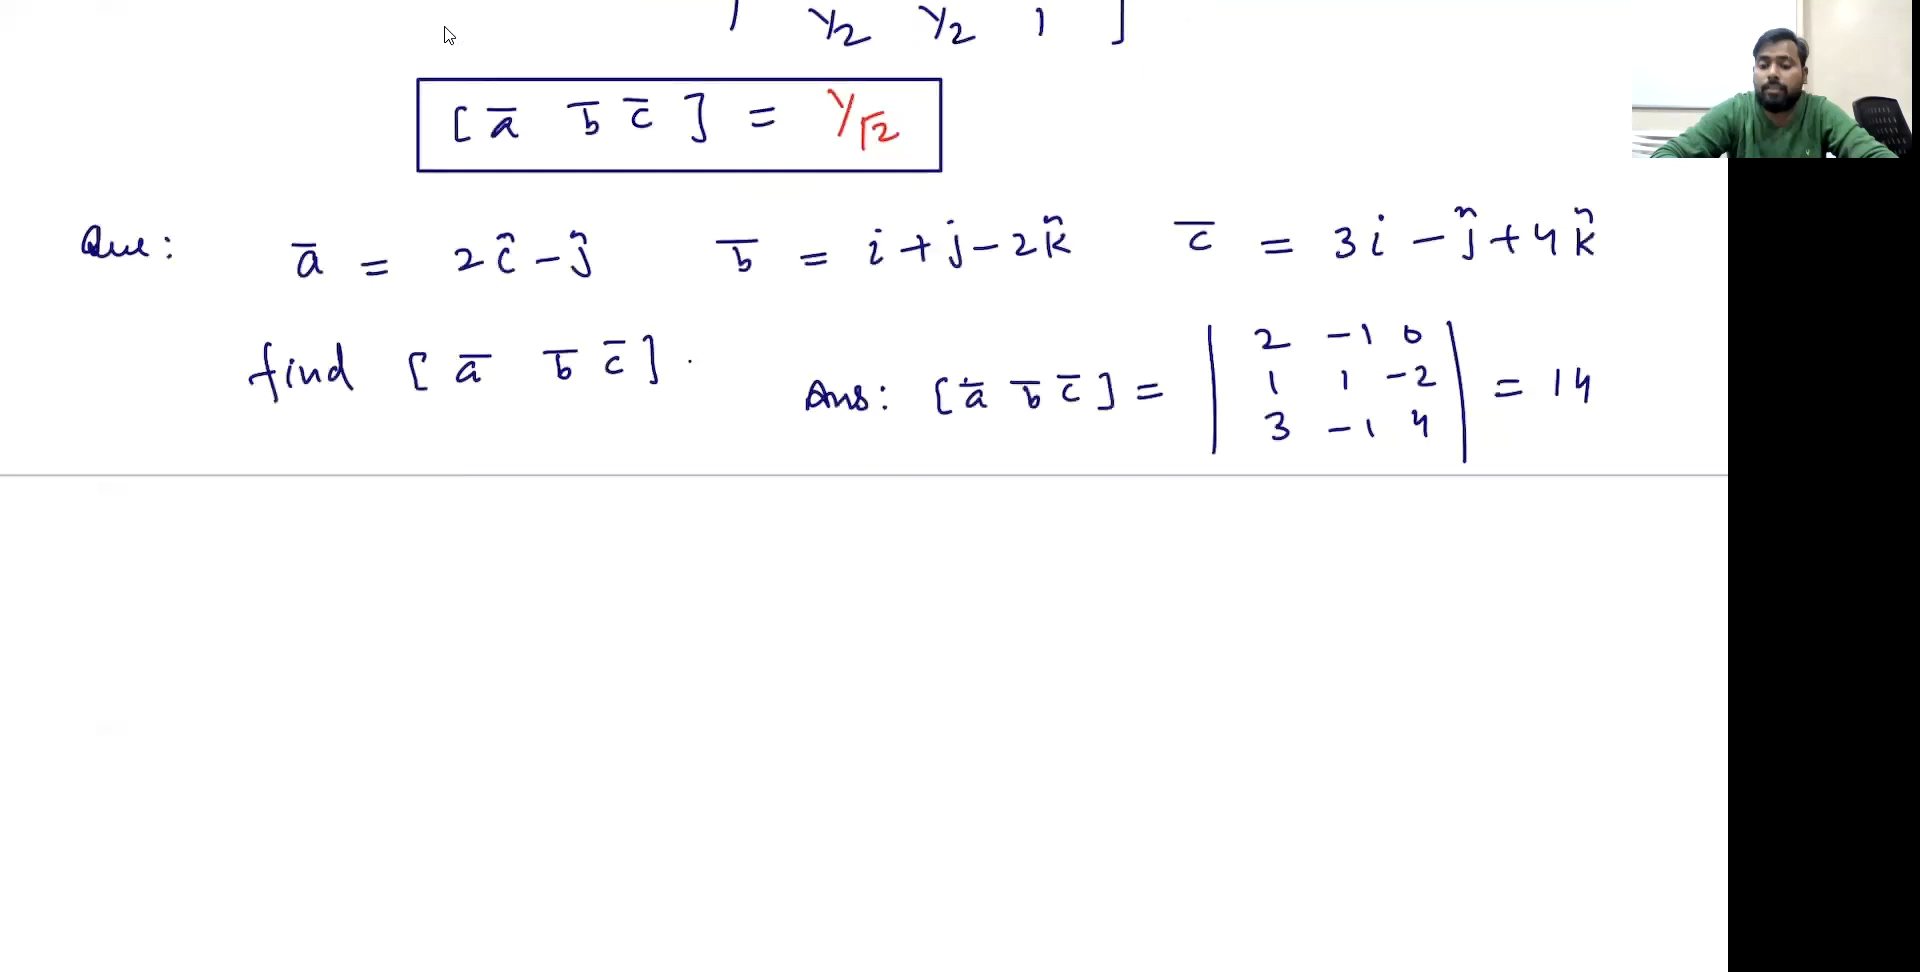 | 1/2 1/2 1 ]
[ a̅ b̅ c̅ ] = 1/√2
Que: a̅ = 2î - ĵ b̅ = i + j - 2k̂ c̅ = 3i - ĵ + 4k̂
find [ a̅ b̅ c̅ ] .
Ans: [ a̅ b̅ c̅ ] = | 2 -1 0 |
| 1 1 -2 | = 14
| 3 -1 4 |